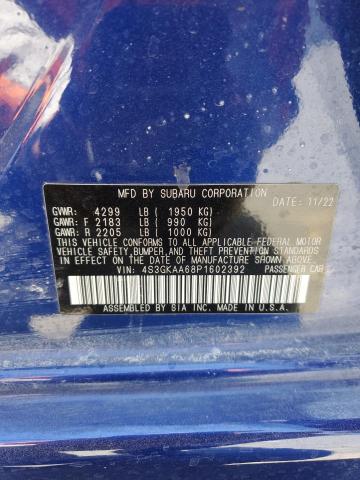 MFD BY SUBARU CORPORATION
GVWR: 4299 LB ( 1950 KG) DATE: 11/22
GAWR: F 2183 LB ( 990 KG)
GAWR: R 2205 LB ( 1000 KG)
THIS VEHICLE CONFORMS TO ALL APPLICABLE FEDERAL MOTOR
VEHICLE SAFETY, BUMPER, AND THEFT PREVENTION STANDARDS
IN EFFECT ON THE DATE OF MANUFACTURE SHOWN ABOVE.
VIN: 4S3GKAA68P1602392 PASSENGER CAR
ASSEMBLED BY SIA INC. MADE IN U.S.A.